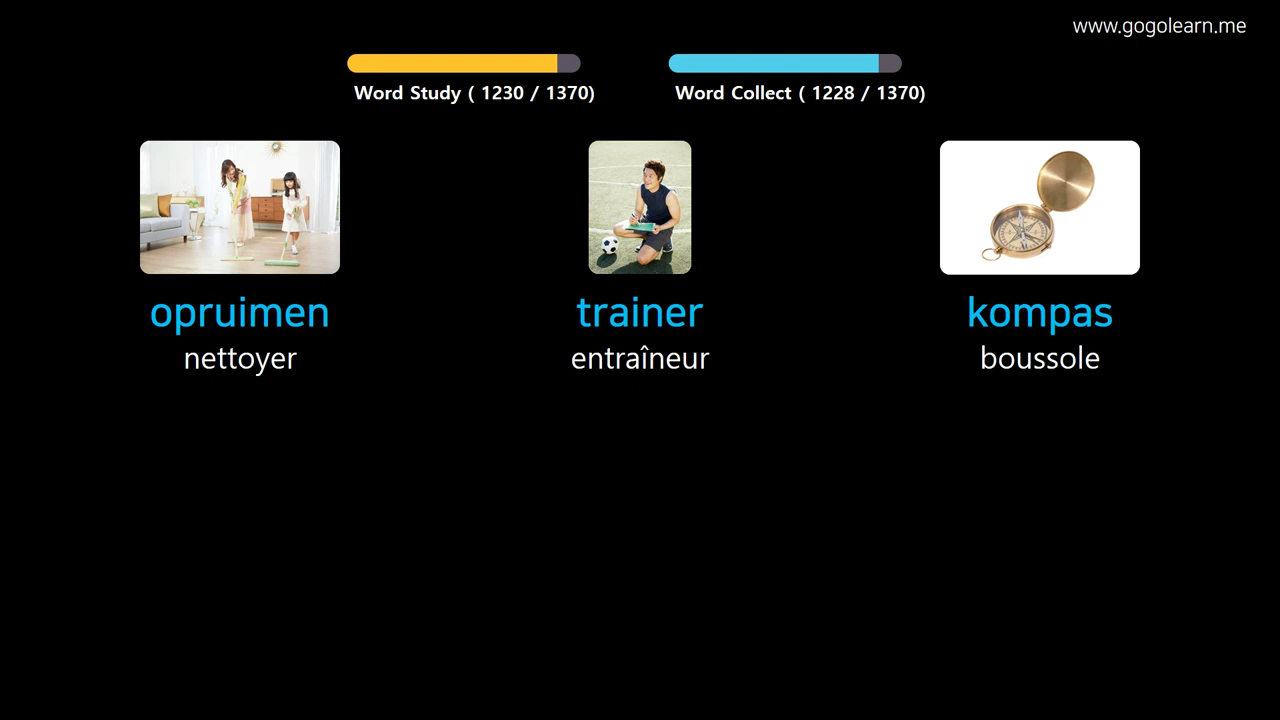 www.gogolearn.me
Word Study ( 1230 / 1370)
Word Collect ( 1228 / 1370)
opruimen
trainer
kompas
nettoyer
entraîneur
boussole